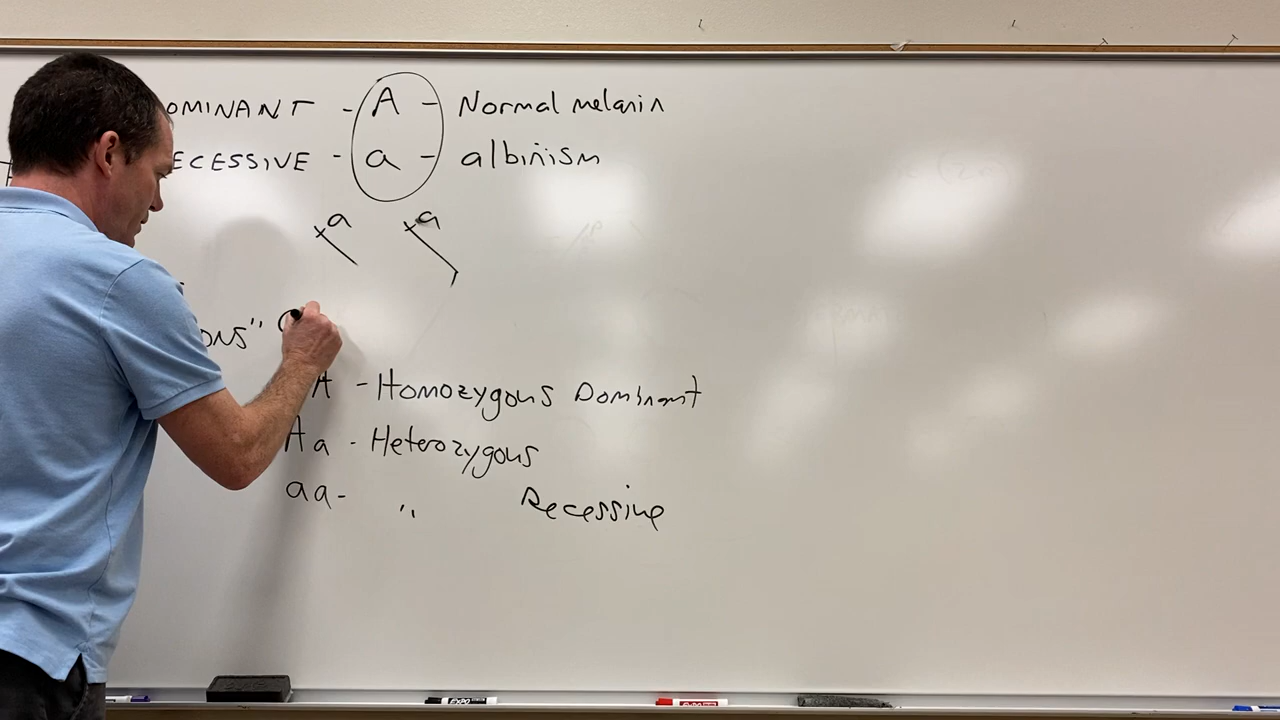 OMINANT - A - Normal melanin
ECESSIVE - a - albinism
a a
ONS"
A - Homozygous Dominant
Aa - Heterozygous
aa- " Recessive
EXPO